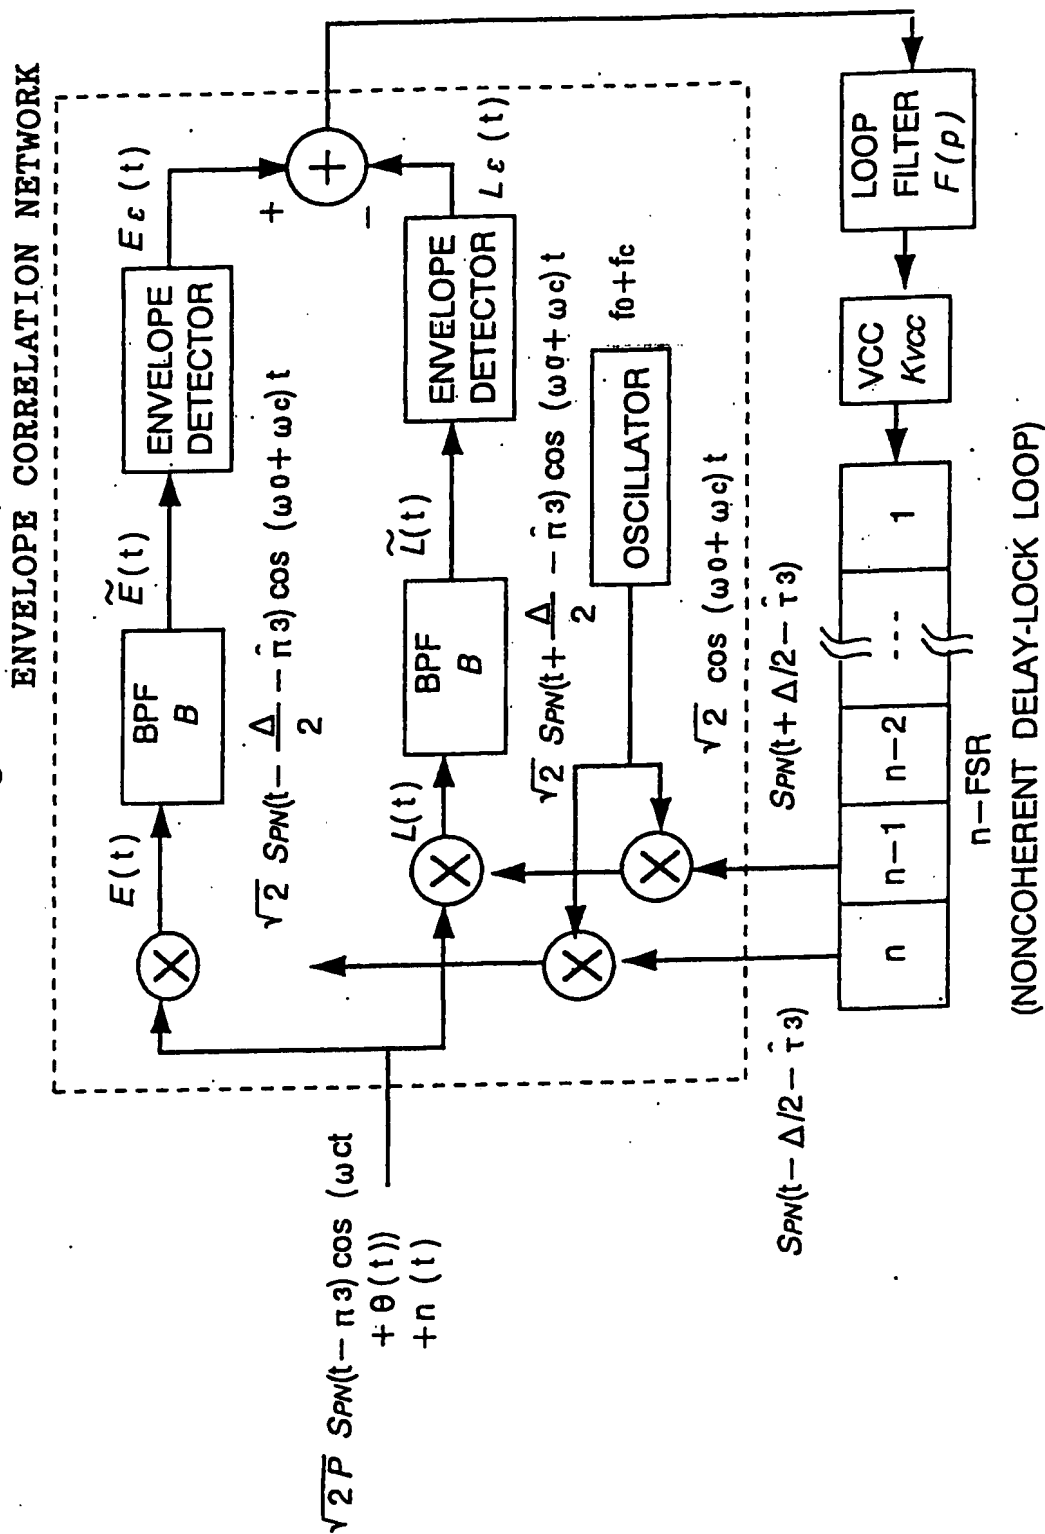 ENVELOPE CORRELATION NETWORK
E(t)
BPF
B
Ẽ(t)
ENVELOPE
DETECTOR
Eε (t)
+
+
−
√2 SPN(t− Δ/2 − π̂3) cos (ω0+ ωc) t
L(t)
BPF
B
L̃(t)
ENVELOPE
DETECTOR
Lε (t)
√2 SPN(t+ Δ/2 − π̂3) cos (ω0+ ωc) t
OSCILLATOR
f0+fc
√2 cos (ω0+ ωc) t
√2P SPN(t− π3) cos (ωct
+ θ(t))
+n (t)
SPN(t− Δ/2− τ̂3)
SPN(t+ Δ/2− τ̂3)
n
n−1
n−2
----
1
VCC
Kvcc
LOOP
FILTER
F(p)
n−FSR
(NONCOHERENT DELAY-LOCK LOOP)